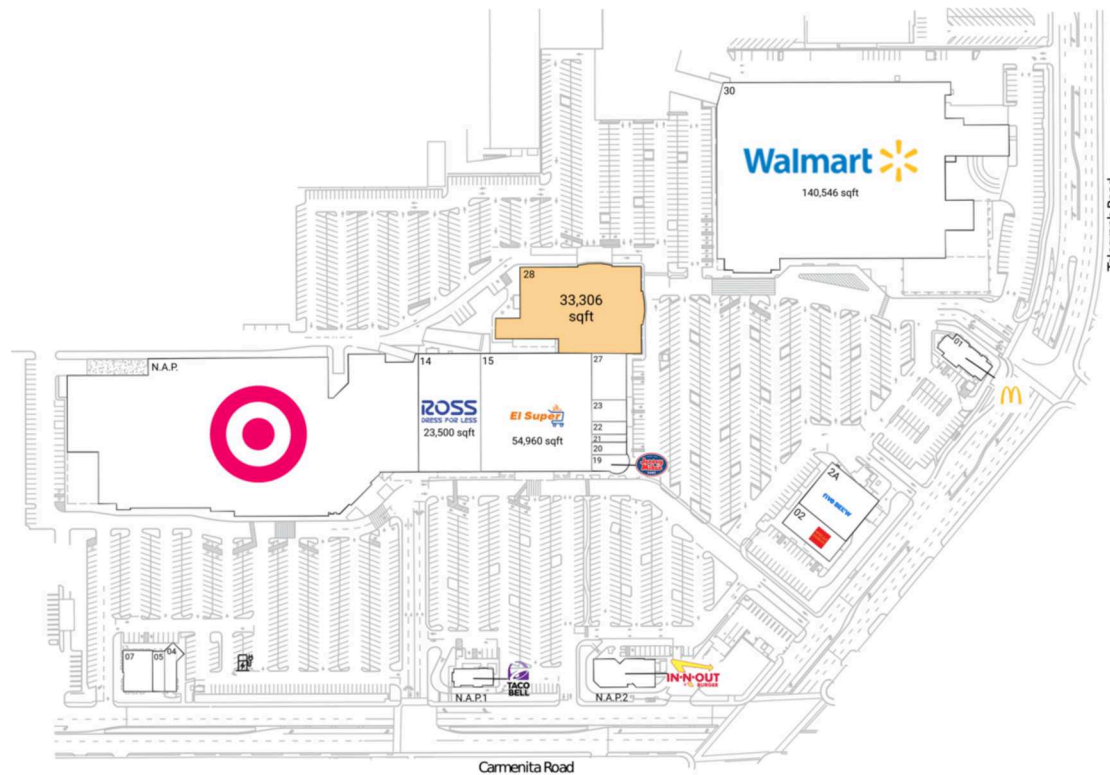 30
Walmart
140,546 sqft
28
33,306
sqft
01
N.A.P.
14
15
27
ROSS
DRESS FOR LESS
23,500 sqft
El Super
54,960 sqft
23
22
21
20
19
2A
02
07
05
04
TACO
BELL
N.A.P.1
IN-N-OUT
BURGER
N.A.P.2
Carmenita Road